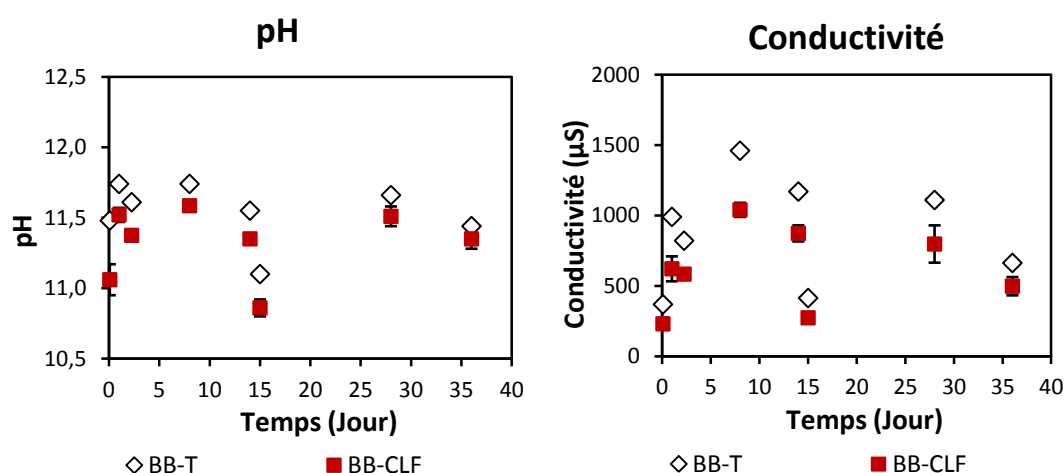 pH
12,5
12,0
11,5
11,0
10,5
pH
0 5 10 15 20 25 30 35 40
Temps (Jour)
BB-T BB-CLF
Conductivité
2000
1500
1000
500
0
Conductivité (µS)
0 5 10 15 20 25 30 35 40
Temps (Jour)
BB-T BB-CLF